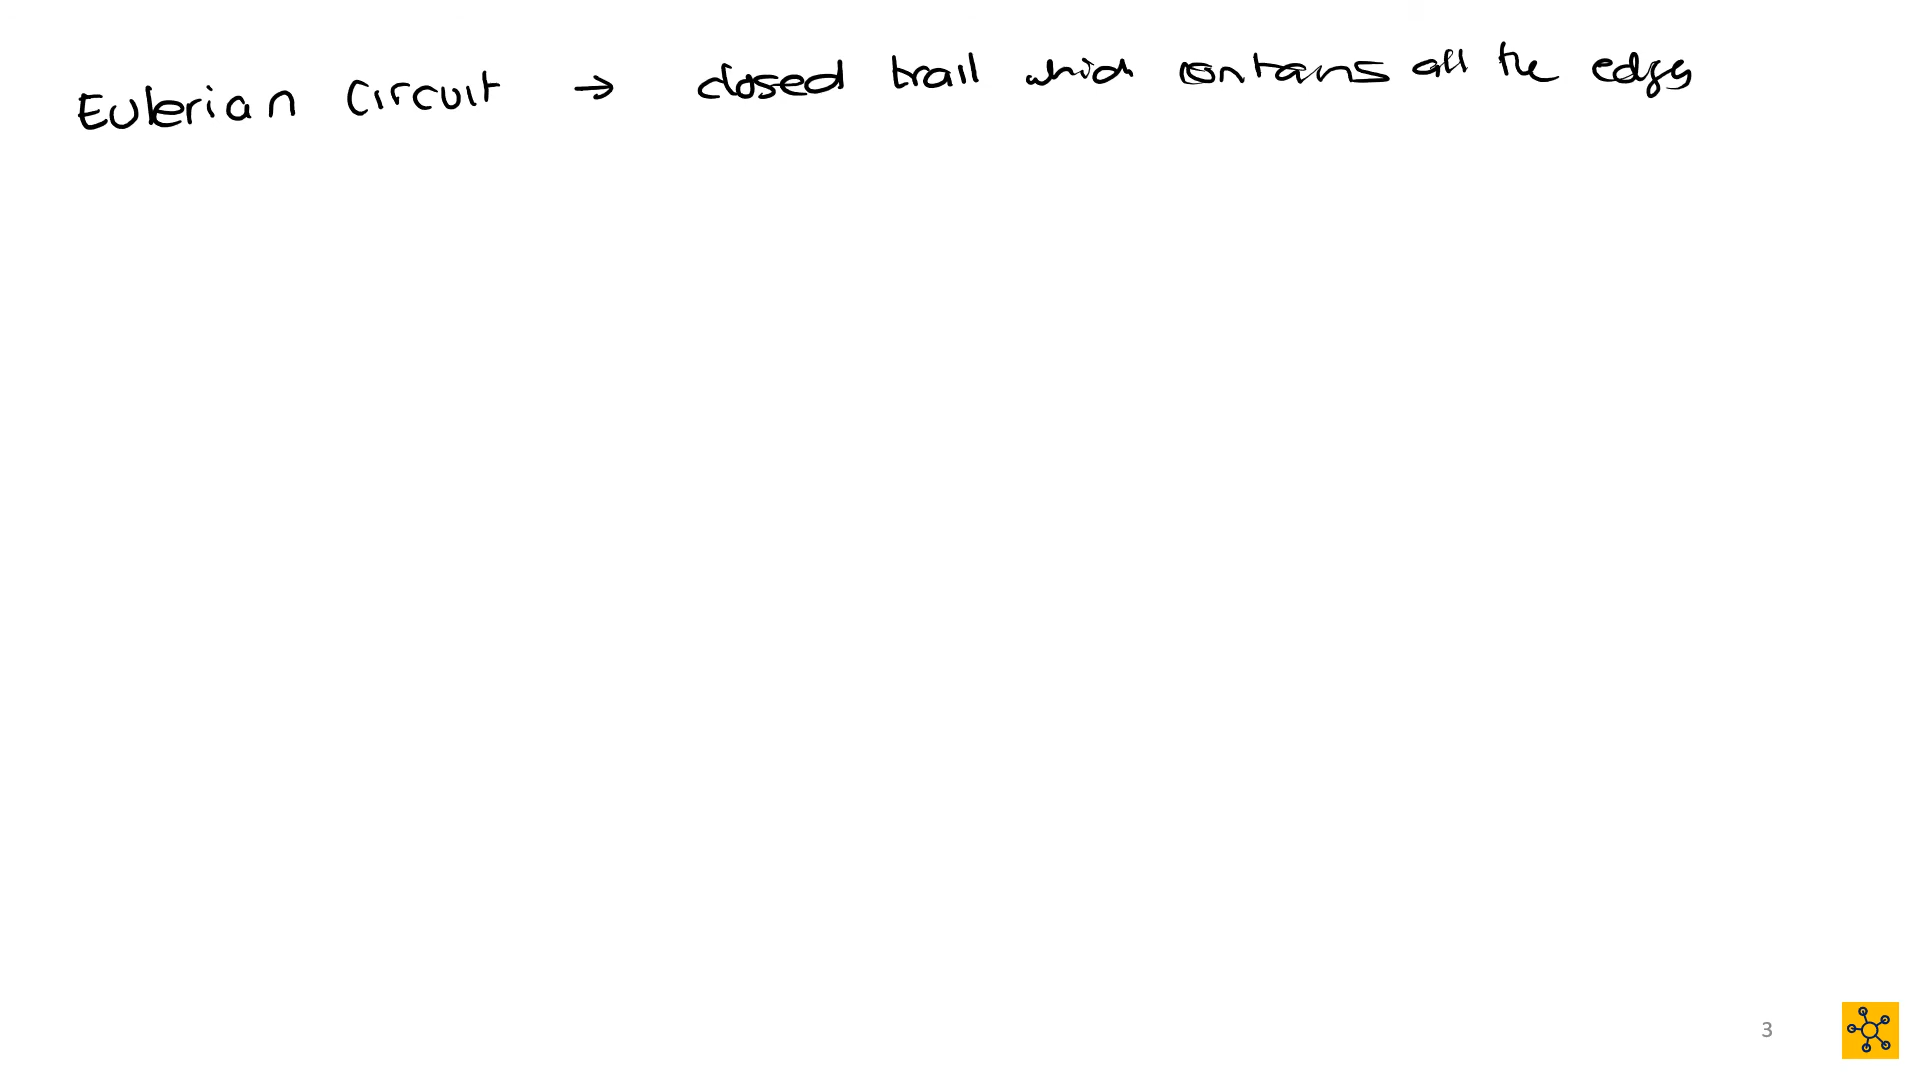 Eulerian Circuit → closed trail which contains all the edges
3